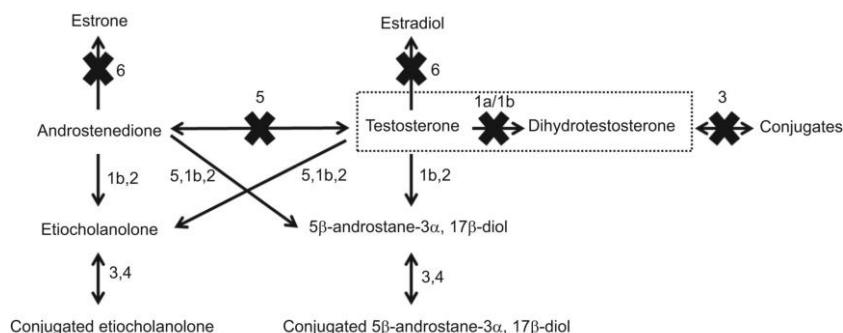 Estrone Estradiol
6 6
5 1a/1b 3
Androstenedione Testosterone Dihydrotestosterone Conjugates
1b,2 5,1b,2 5,1b,2 1b,2
Etiocholanolone 5β-androstane-3α, 17β-diol
3,4 3,4
Conjugated etiocholanolone Conjugated 5β-androstane-3α, 17β-diol